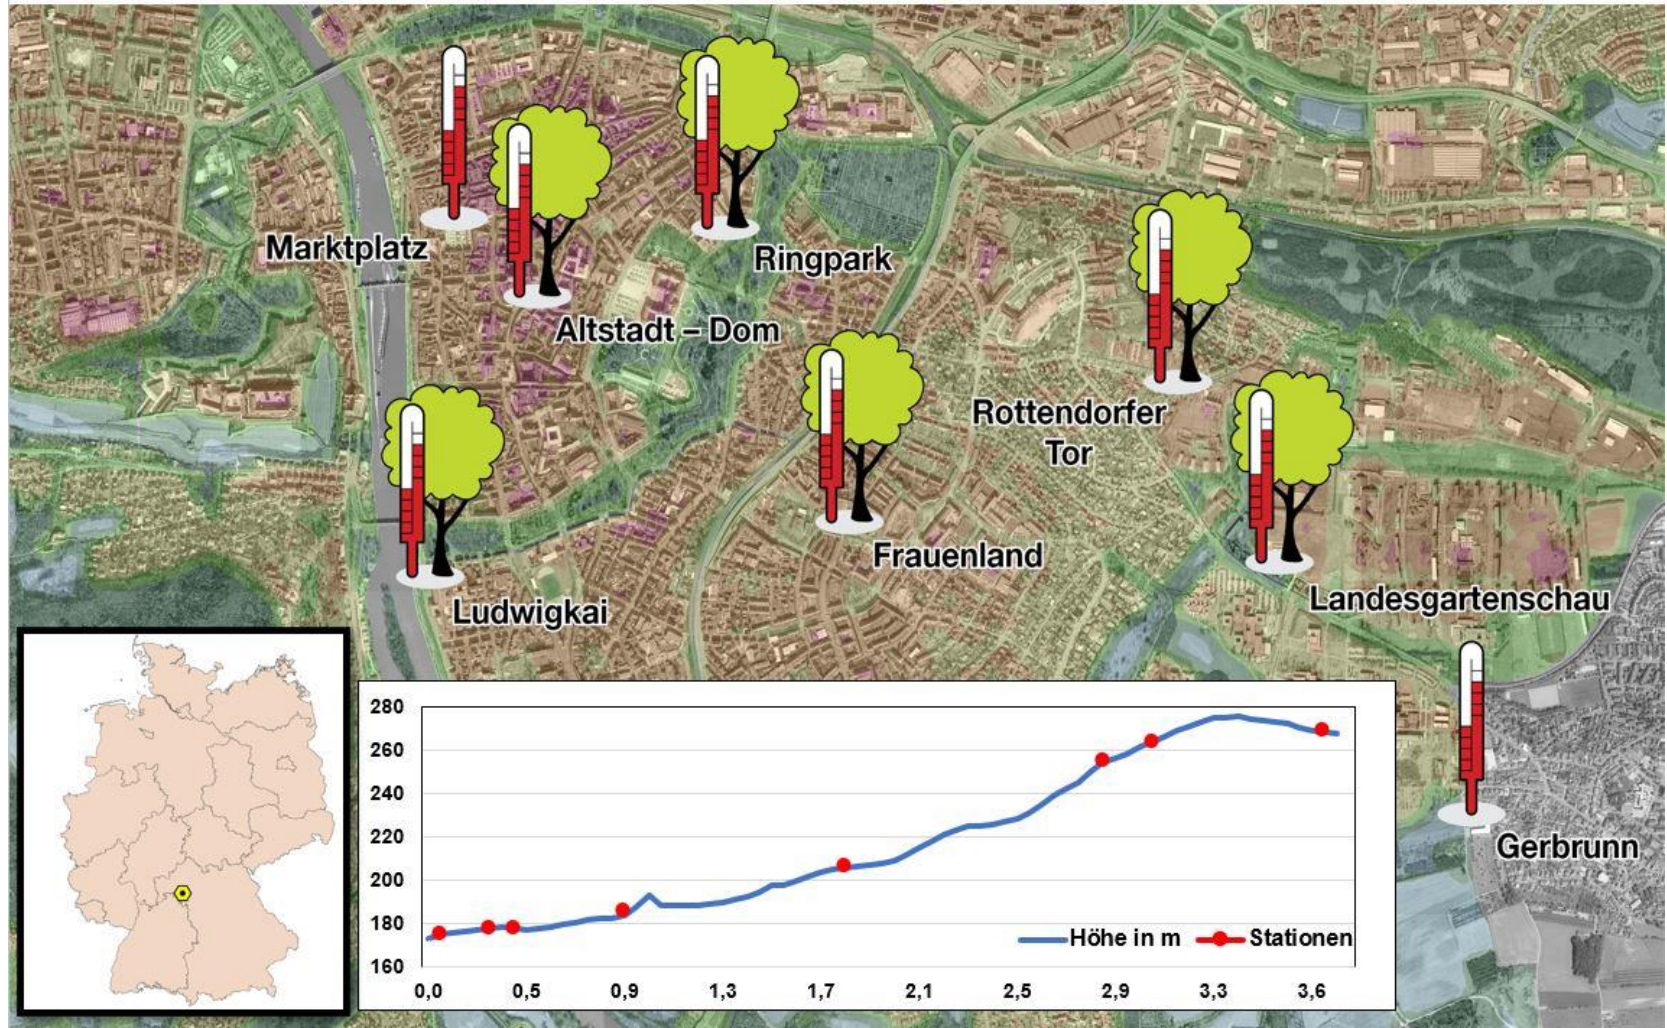 Marktplatz
Ringpark
Altstadt – Dom
Rottendorfer
Tor
Frauenland
Landesgartenschau
Ludwigkai
Gerbrunn
280
260
240
220
200
180
160
Höhe in m
Stationen
0,0 0,5 0,9 1,3 1,7 2,1 2,5 2,9 3,3 3,6